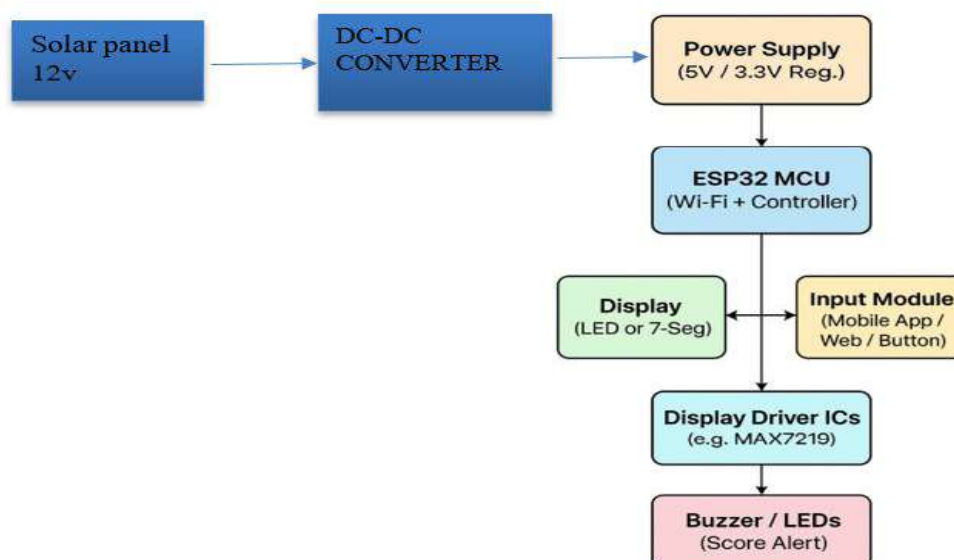 Solar panel
12v
DC-DC
CONVERTER
Power Supply
(5V / 3.3V Reg.)
ESP32 MCU
(Wi-Fi + Controller)
Display
(LED or 7-Seg)
Input Module
(Mobile App /
Web / Button)
Display Driver ICs
(e.g. MAX7219)
Buzzer / LEDs
(Score Alert)